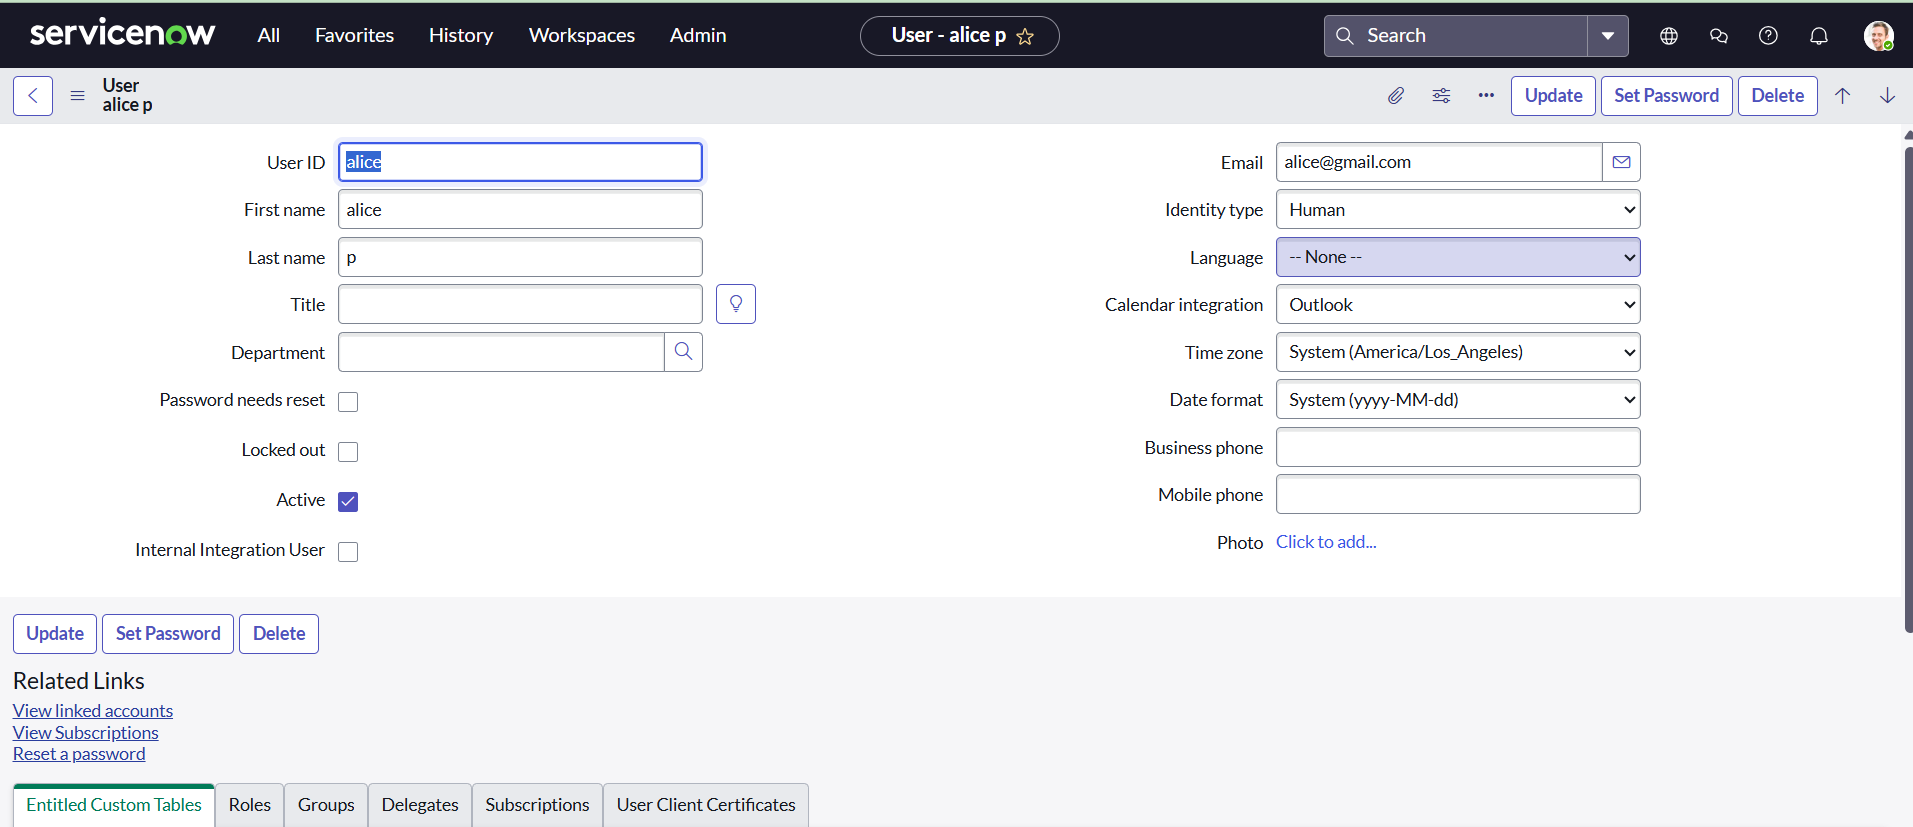 servicenow All Favorites History Workspaces Admin User - alice p Search
User
alice p
Update Set Password Delete
User ID alice
First name alice
Last name p
Title
Department
Password needs reset
Locked out
Active
Internal Integration User
Email alice@gmail.com
Identity type Human
Language -- None --
Calendar integration Outlook
Time zone System (America/Los_Angeles)
Date format System (yyyy-MM-dd)
Business phone
Mobile phone
Photo Click to add...
Update Set Password Delete
Related Links
View linked accounts
View Subscriptions
Reset a password
Entitled Custom Tables Roles Groups Delegates Subscriptions User Client Certificates